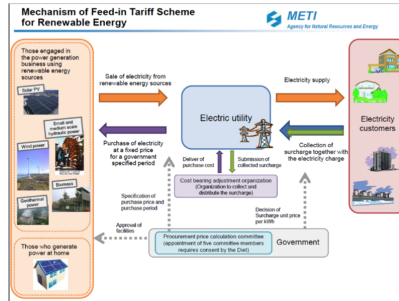 Mechanism of Feed-in Tariff Scheme
for Renewable Energy
METI
Agency for Natural Resources and Energy
Those engaged in
the power generation
business using
renewable energy
sources
Solar PV
Small-and
medium scale
hydraulic power
Wind power
Biomass
Geothermal
power
Those who generate
power at home
Sale of electricity from
renewable energy sources
Purchase of electricity
at a fixed price
for a government
specified period
Electric utility
Electricity supply
Collection of
surcharge together with
the electricity charge
Electricity
customers
Deliver of
purchase cost
Submission of
collected surcharge
Cost bearing adjustment organization
(Organization to collect and
distribute the surcharge)
Specification of
purchase price and
purchase period
Approval of
facilities
Decision of
Surcharge unit price
per kWh
Procurement price calculation committee
(appointment of five committee members
requires consent by the Diet)
Government